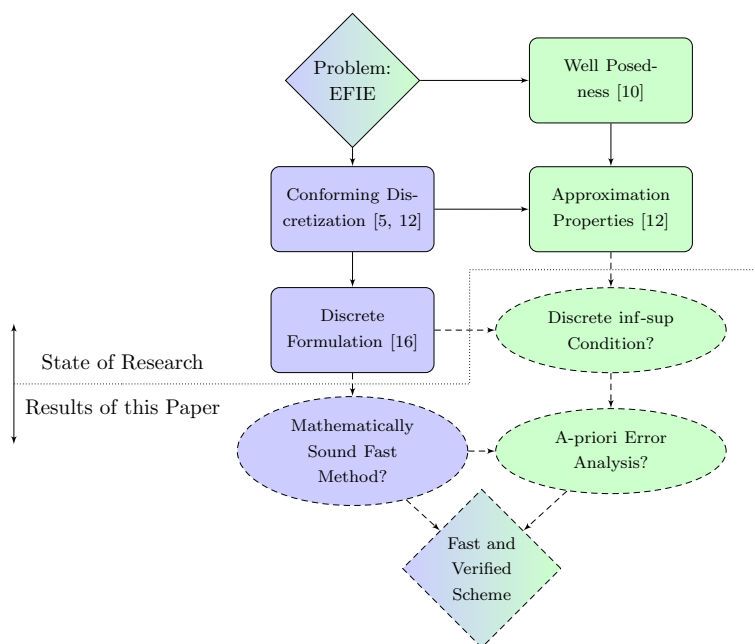 Problem:
EFIE
Well Posed-
ness [10]
Conforming Dis-
cretization [5, 12]
Approximation
Properties [12]
Discrete
Formulation [16]
Discrete inf-sup
Condition?
State of Research
Results of this Paper
Mathematically
Sound Fast
Method?
A-priori Error
Analysis?
Fast and
Verified
Scheme